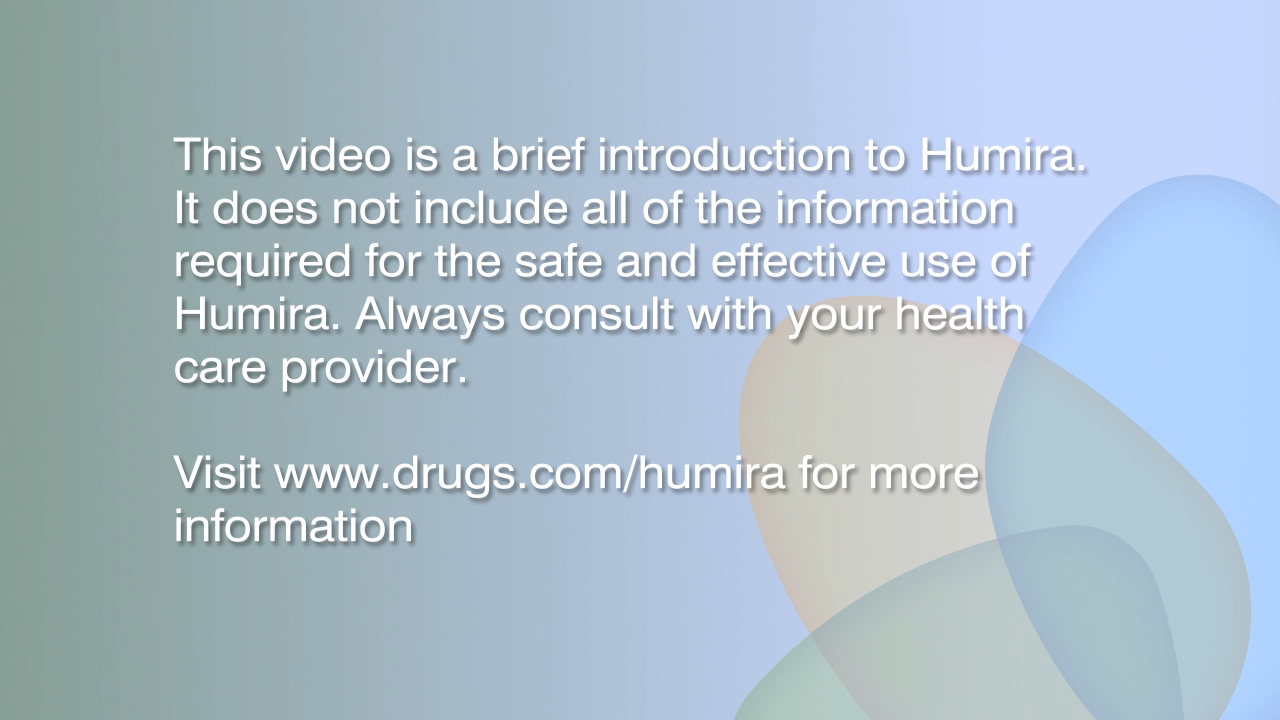 This video is a brief introduction to Humira.
It does not include all of the information
required for the safe and effective use of
Humira. Always consult with your health
care provider.
Visit www.drugs.com/humira for more
information